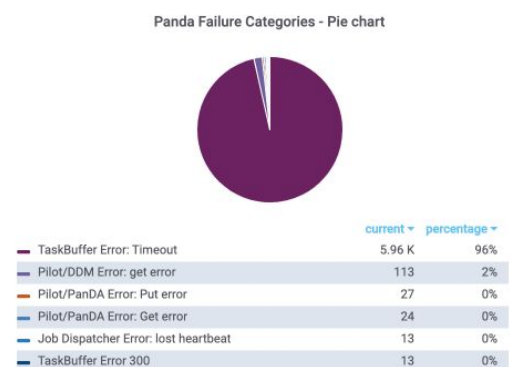 Panda Failure Categories - Pie chart
current percentage
TaskBuffer Error: Timeout 5.96 K 96%
Pilot/DDM Error: get error 113 2%
Pilot/PanDA Error: Put error 27 0%
Pilot/PanDA Error: Get error 24 0%
Job Dispatcher Error: lost heartbeat 13 0%
TaskBuffer Error 300 13 0%